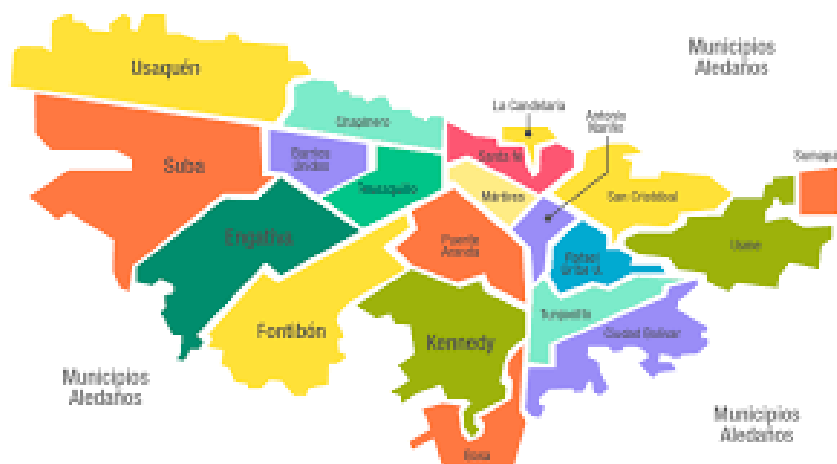 Municipios
Aledaños
Usaquén
La Candelaria
Antonio
Nariño
Chapinero
Santa fe
Barrios
Unidos
Suba
Teusaquillo
Mártires
San Cristóbal
Engativa
Puente
Aranda
Rafael
Uribe U.
Usme
Fontibón
Kennedy
Tunjuelito
Ciudad Bolívar
Municipios
Aledaños
Municipios
Aledaños
Bosa